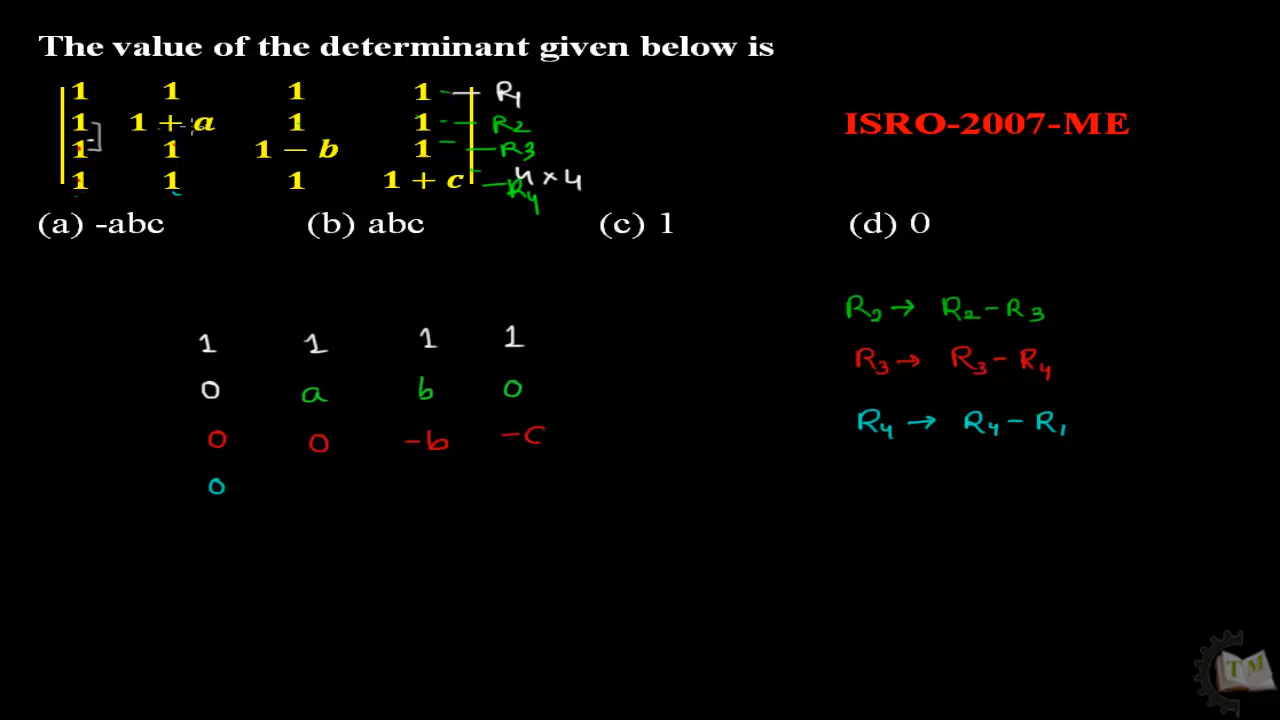 The value of the determinant given below is
1 1 1 1 R1
1 1 + a 1 1 R2
1 1 1 − b 1 R3
1 1 1 1 + c R4 4 × 4
ISRO-2007-ME
(a) -abc (b) abc (c) 1 (d) 0
R2 → R2 − R3
1 1 1 1
R3 → R3 − R4
0 a b 0
R4 → R4 − R1
0 0 −b −c
0
TM